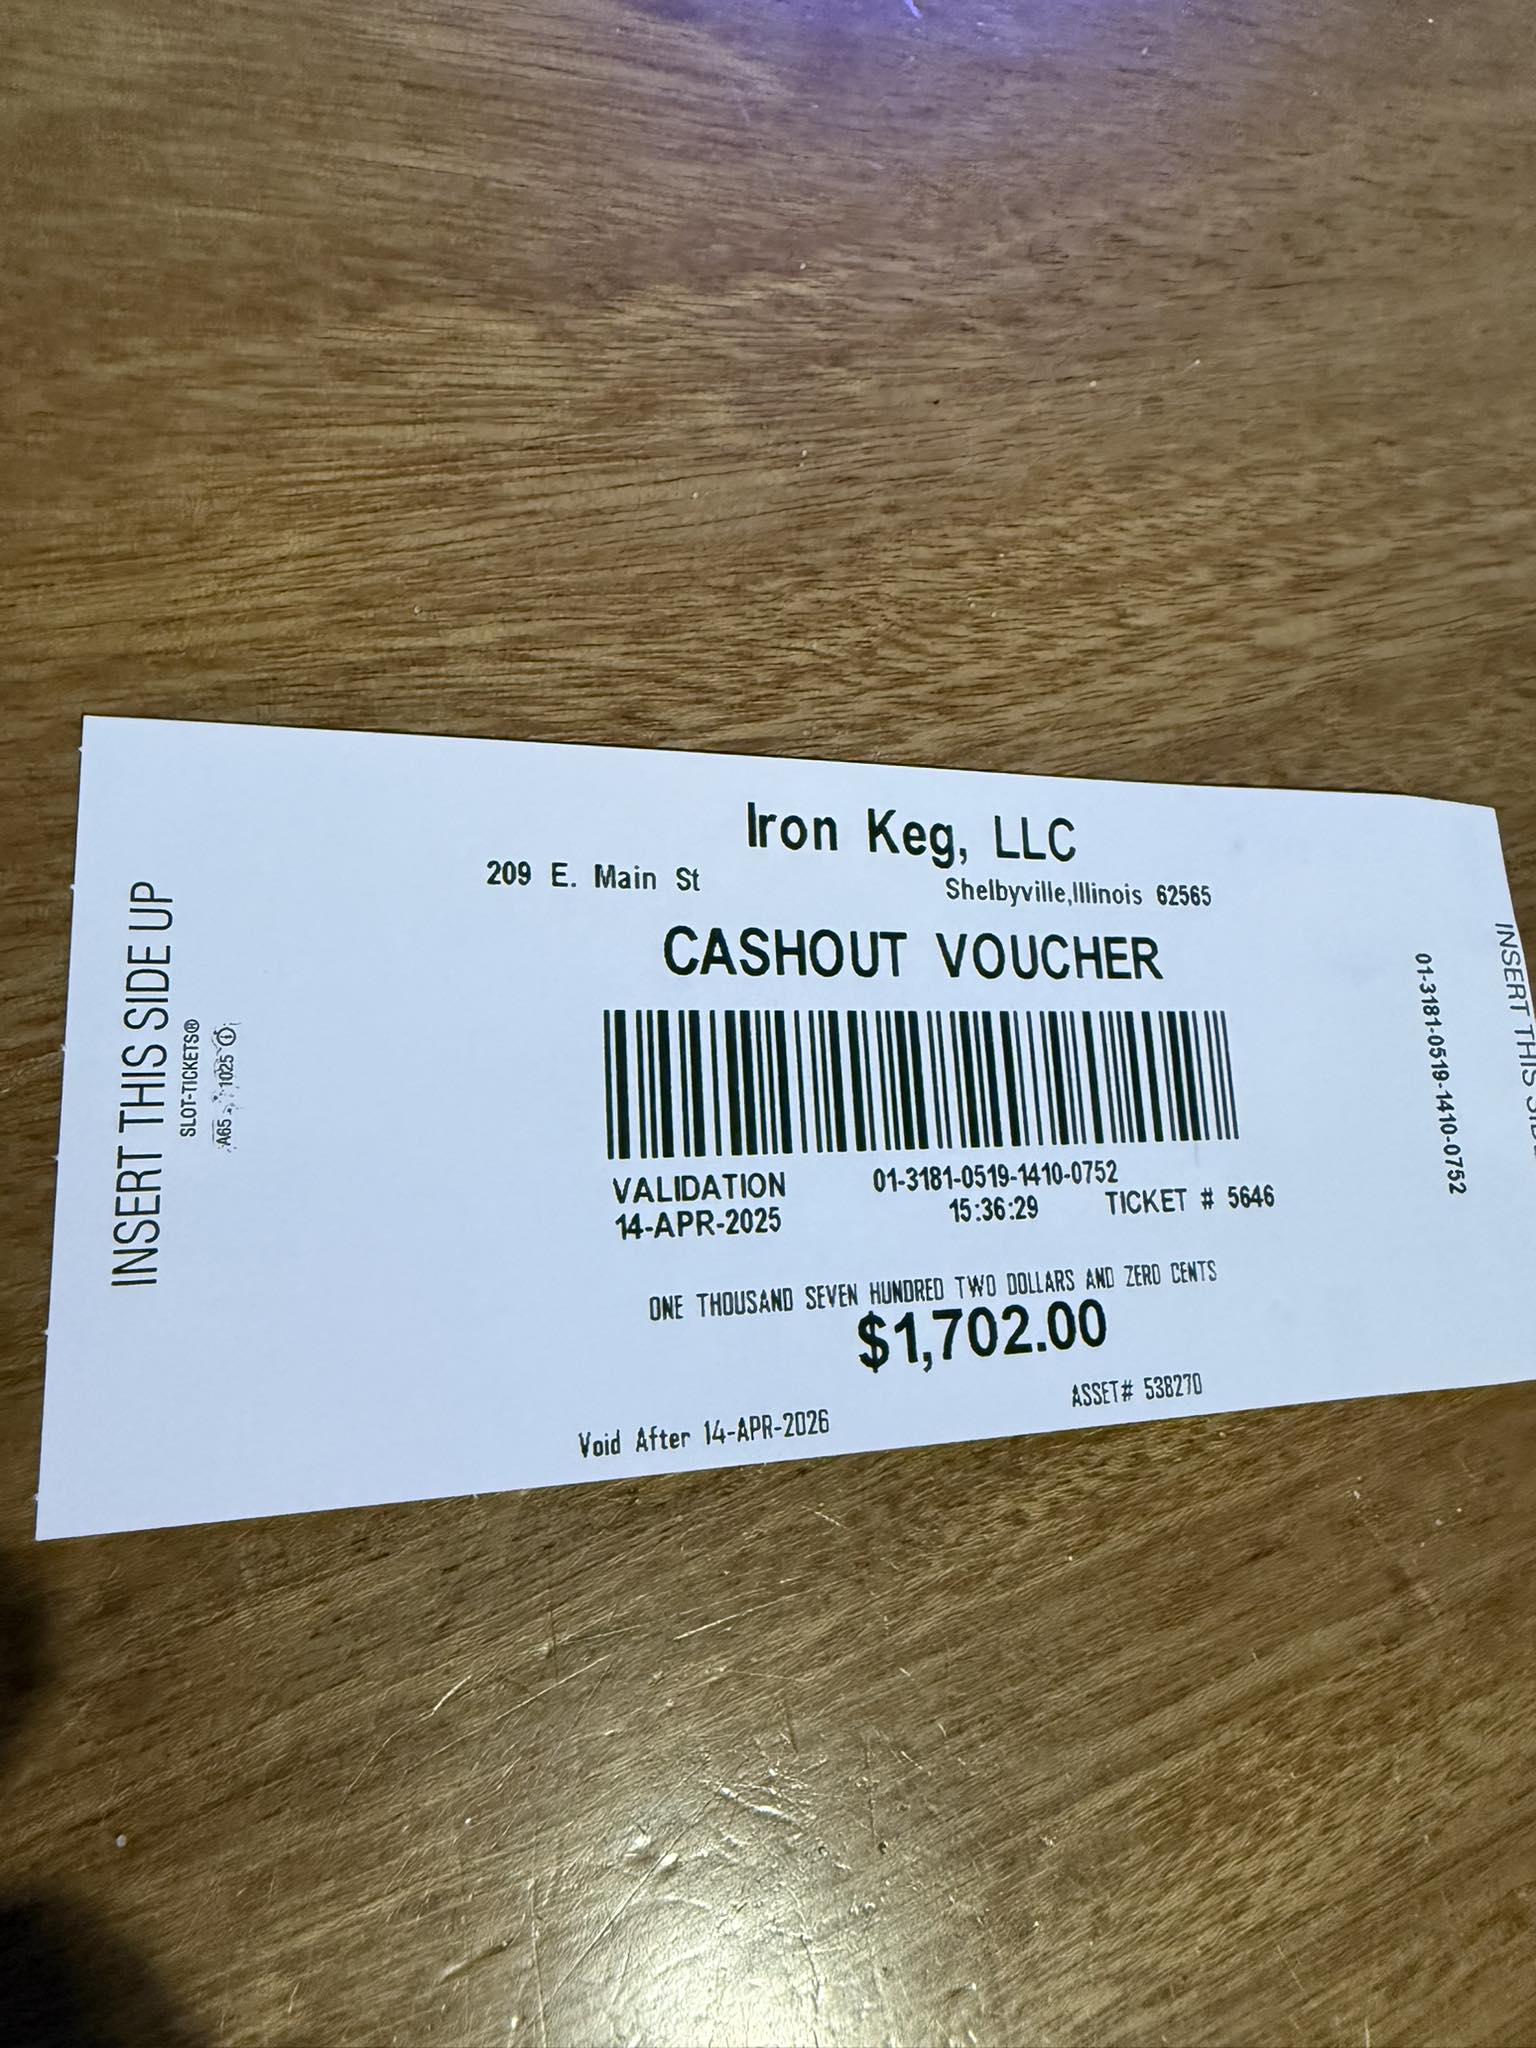 Iron Keg, LLC
209 E. Main St Shelbyville,Illinois 62565
CASHOUT VOUCHER
INSERT THIS SIDE UP
SLOT-TICKETS®
A65 1025
VALIDATION 01-3181-0519-1410-0752
14-APR-2025 15:36:29 TICKET # 5646
ONE THOUSAND SEVEN HUNDRED TWO DOLLARS AND ZERO CENTS
$1,702.00
Void After 14-APR-2026 ASSET# 538270
01-3181-0519-1410-0752
INSERT THIS